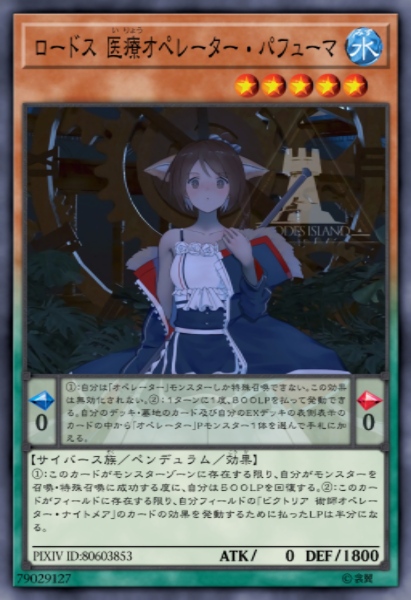 ロードス 医療オペレーター・パフューマ
いりょう
水
RODES ISLAND
①:自分は「オペレーター」モンスターしか特殊召喚できない。この効果
は無効化されない。②:1ターンに1度、800LPを払って発動でき
る。自分のデッキ・墓地のカード及び自分のEXデッキの表側表示の
カードの中から「オペレーター」Pモンスター1体を選んで手札に加
える。
0
0
【サイバース族/ペンデュラム/効果】
①:このカードがモンスターゾーンに存在する限り、自分がモンスターを
召喚・特殊召喚に成功する度に、自分は500LPを回復する。②:このカー
ドがフィールドに存在する限り、自分フィールドの「ビクトリア 術師オペレー
ター・ナイトメア」のカードの効果を発動するために払ったLPは半分にな
る。
PIXIV ID:80603853
ATK/ 0 DEF/1800
79029127